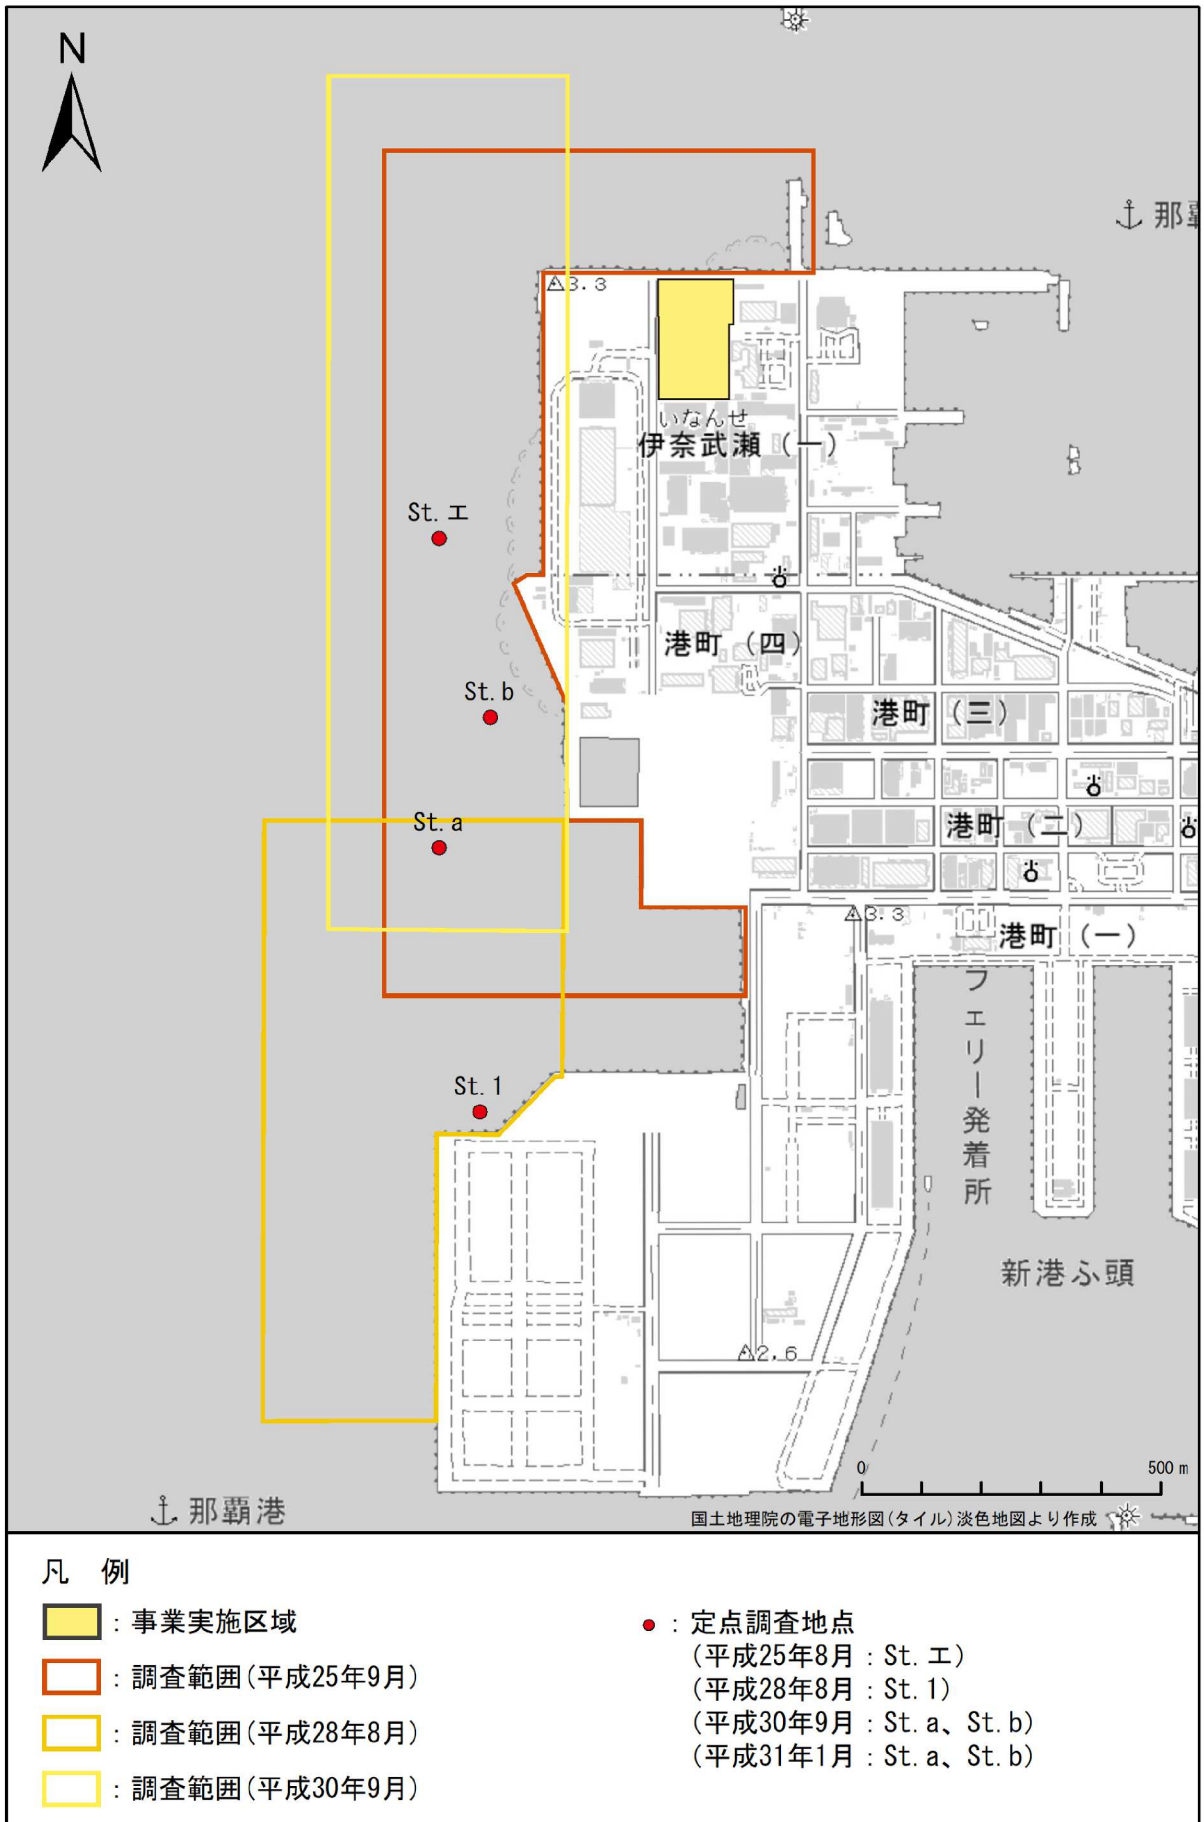 N
那覇
3.3
いなんせ
伊奈武瀬（一）
St.エ
港町（四）
St.b
港町（三）
St.a
港町（二）
3.3
港町（一）
フェリー発着所
St.1
新港ふ頭
2.6
0 500 m
那覇港
国土地理院の電子地形図(タイル)淡色地図より作成
凡 例
：事業実施区域
：調査範囲(平成25年9月)
：調査範囲(平成28年8月)
：調査範囲(平成30年9月)
：定点調査地点
(平成25年8月：St.エ)
(平成28年8月：St.1)
(平成30年9月：St.a、St.b)
(平成31年1月：St.a、St.b)